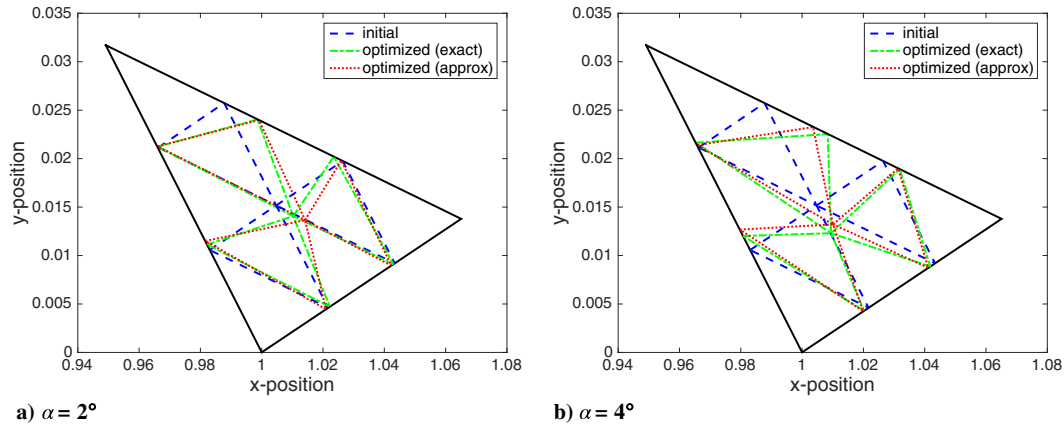 0.035
0.03
0.025
0.02
0.015
0.01
0.005
0
y-position
0.94 0.96 0.98 1 1.02 1.04 1.06 1.08
x-position
initial
optimized (exact)
optimized (approx)
a) α = 2°
0.035
0.03
0.025
0.02
0.015
0.01
0.005
0
y-position
0.94 0.96 0.98 1 1.02 1.04 1.06 1.08
x-position
initial
optimized (exact)
optimized (approx)
b) α = 4°